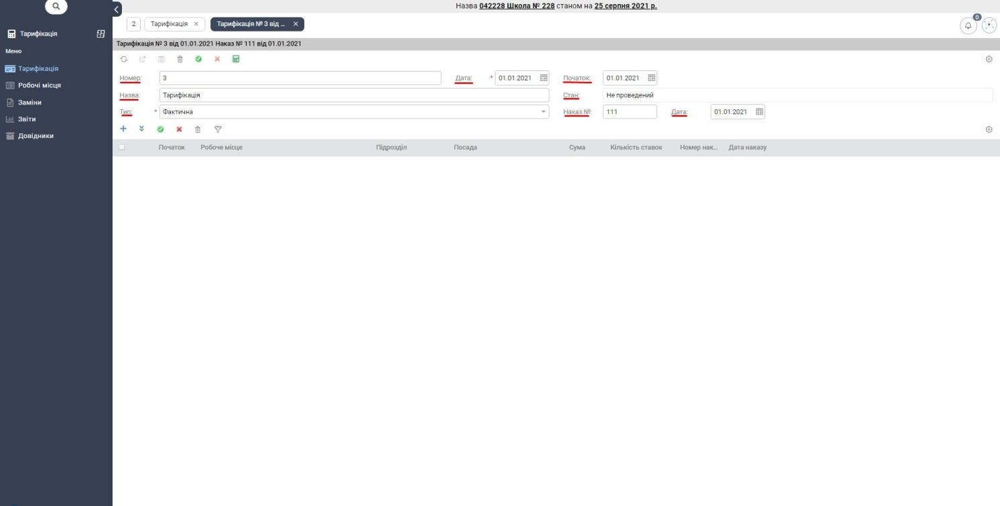 Назва 042228 Школа № 228 станом на 25 серпня 2021 р.
2 Тарифікація × Тарифікація № 3 від ... ×
0
Тарифікація
Меню
Тарифікація
Робочі місця
Заміни
Звіти
Довідники
Тарифікація № 3 від 01.01.2021 Наказ № 111 від 01.01.2021
Номер: 3 Дата: * 01.01.2021 Початок: 01.01.2021
Назва: Тарифікація Стан: Не проведений
Тип: * Фактична Наказ №: 111 Дата: 01.01.2021
Початок Робоче місце Підрозділ Посада Сума Кількість ставок Номер нак... Дата наказу